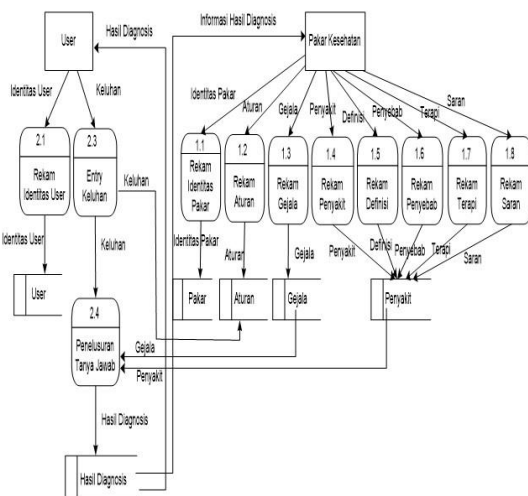 Hasil Diagnosis
Informasi Hasil Diagnosis
User
Pakar Kesehatan
Identitas User
Keluhan
Identitas Pakar
Aturan
Gejala
Penyakit
Definisi
Penyebab
Terapi
Saran
2.1
Rekam
Identitas User
2.3
Entry
Keluhan
1.1
Rekam
Identitas
Pakar
1.2
Rekam
Aturan
1.3
Rekam
Gejala
1.4
Rekam
Penyakit
1.5
Rekam
Definisi
1.6
Rekam
Penyebab
1.7
Rekam
Terapi
1.8
Rekam
Saran
Keluhan
Identitas User
Keluhan
Identitas Pakar
Aturan
Gejala
Penyakit
Definisi
Penyebab
Terapi
Saran
User
Pakar
Aturan
Gejala
Penyakit
2.4
Penelusuran
Tanya Jawab
Gejala
Penyakit
Hasil Diagnosis
Hasil Diagnosis